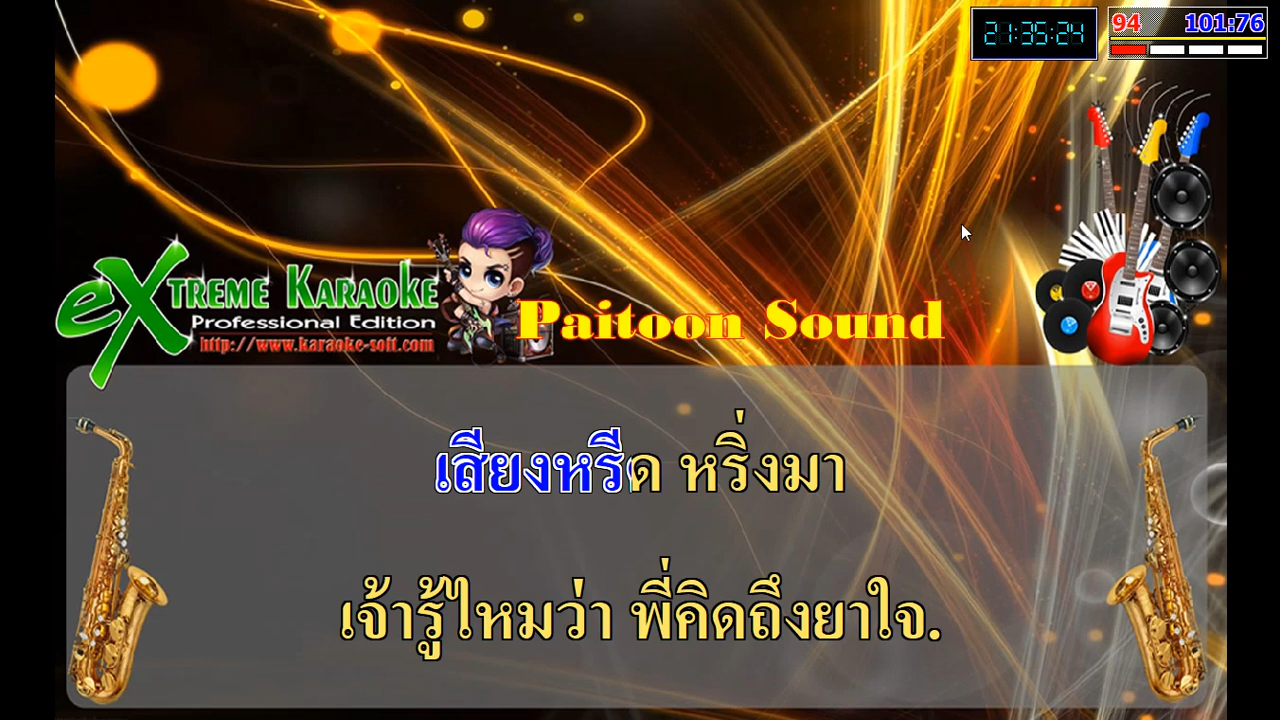 21:35:24
94 101:76
eXTREME KARAOKE
Professional Edition
http://www.karaoke-soft.com
Paitoon Sound
เสียงหรีด หริ่งมา
เจ้ารู้ไหมว่า พี่คิดถึงยาใจ.